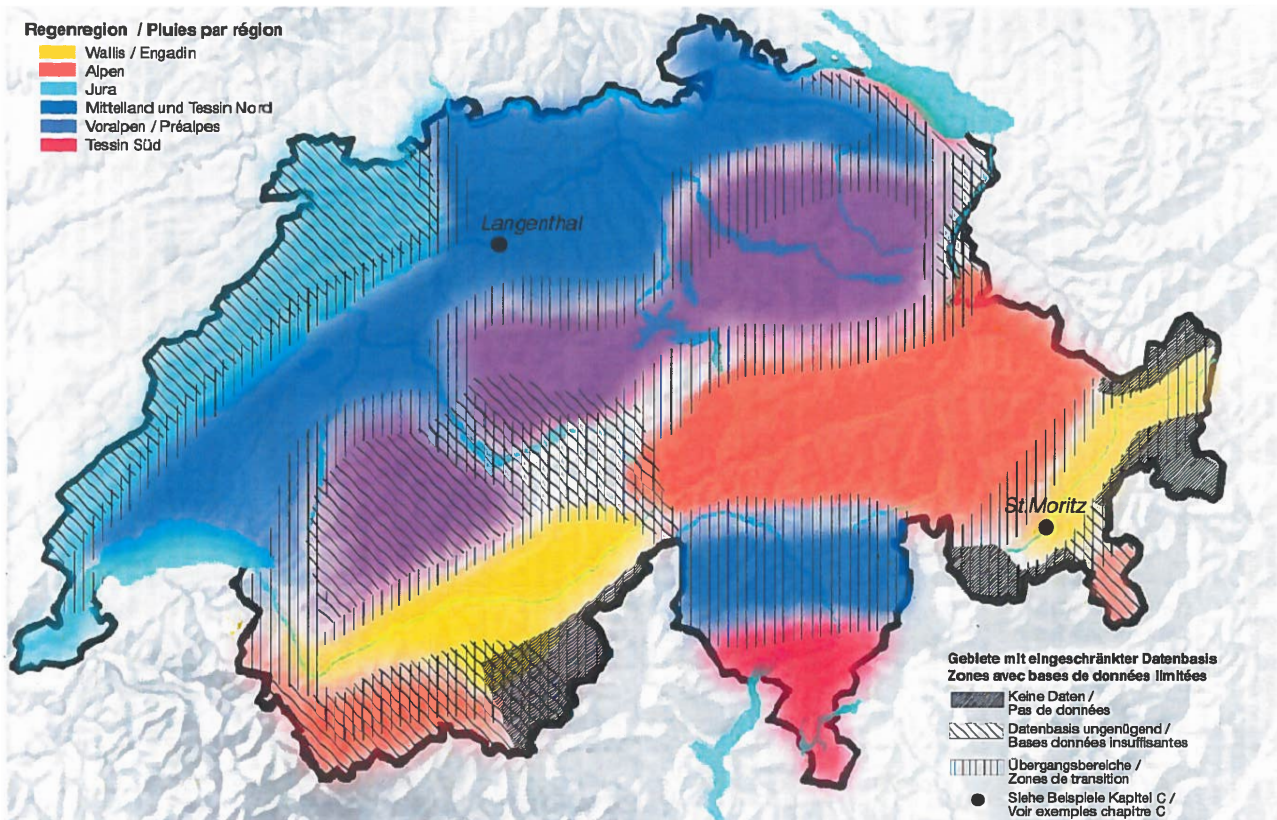 Regenregion / Pluies par région
Wallis / Engadin
Alpen
Jura
Mittelland und Tessin Nord
Voralpen / Préalpes
Tessin Süd
Langenthal
St.Moritz
Gebiete mit eingeschränkter Datenbasis
Zones avec bases de données limitées
Keine Daten /
Pas de données
Datenbasis ungenügend /
Bases données insuffisantes
Übergangsbereiche /
Zones de transition
Siehe Beispiele Kapitel C /
Voir exemples chapitre C